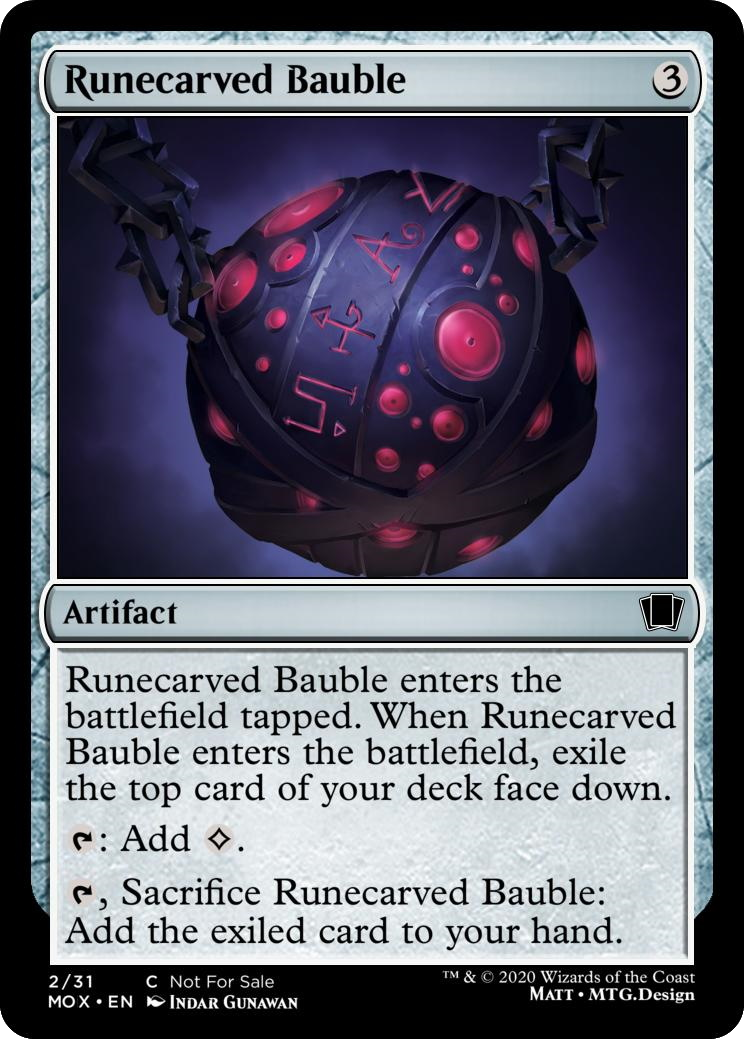 Runecarved Bauble 3
Artifact
Runecarved Bauble enters the
battlefield tapped. When Runecarved
Bauble enters the battlefield, exile
the top card of your deck face down.
: Add .
, Sacrifice Runecarved Bauble:
Add the exiled card to your hand.
2/31 C Not For Sale
MOX • EN Indar Gunawan
™ & © 2020 Wizards of the Coast
Matt • MTG.Design